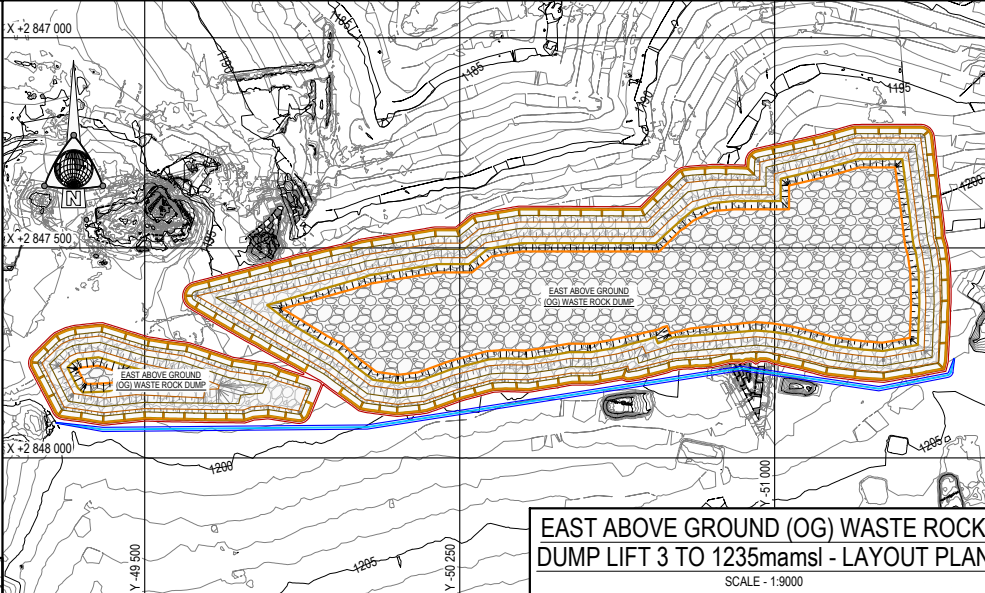 X +2 847 000
1185
1190
1185
190
1195
N
1200
X +2 847 500
EAST ABOVE GROUND
(OG) WASTE ROCK DUMP
EAST ABOVE GROUND
(OG) WASTE ROCK DUMP
X +2 848 000
1200
1205
1205
Y -49 500
Y -50 250
Y -51 000
EAST ABOVE GROUND (OG) WASTE ROCK
DUMP LIFT 3 TO 1235mamsl - LAYOUT PLAN
SCALE - 1:9000